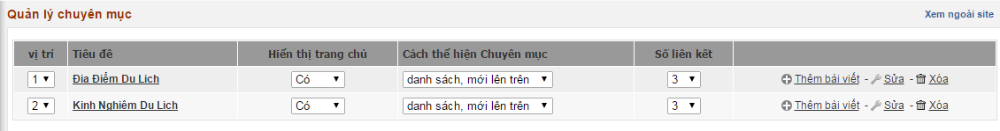 Quản lý chuyên mục Xem ngoài site
vị trí Tiêu đề Hiển thị trang chủ Cách thể hiện Chuyên mục Số liên kết
1 Địa Điểm Du Lịch Có danh sách, mới lên trên 3 Thêm bài viết - Sửa - Xóa
2 Kinh Nghiệm Du Lịch Có danh sách, mới lên trên 3 Thêm bài viết - Sửa - Xóa